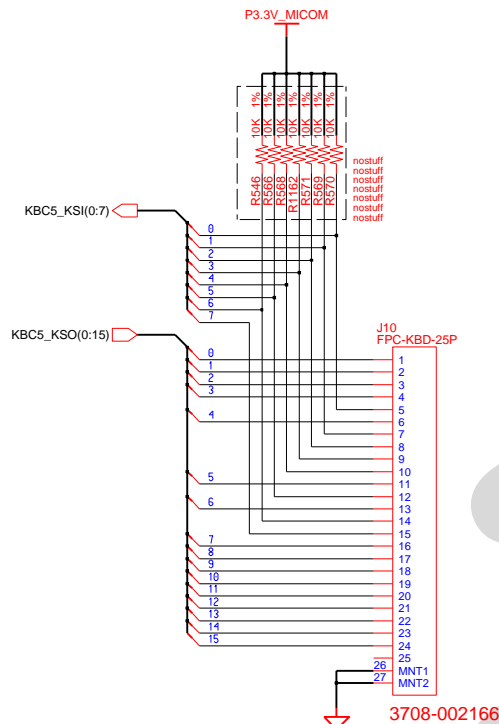 P3.3V_MICOM
10K 1%
10K 1%
10K 1%
10K 1%
10K 1%
10K 1%
10K 1%
R546
R566
R568
R1162
R571
R569
R570
nostuff
nostuff
nostuff
nostuff
nostuff
nostuff
nostuff
KBC5_KSI(0:7)
0
1
2
3
4
5
6
7
KBC5_KSO(0:15)
0
1
2
3
4
5
6
7
8
9
10
11
12
13
14
15
J10
FPC-KBD-25P
1
2
3
4
5
6
7
8
9
10
11
12
13
14
15
16
17
18
19
20
21
22
23
24
25
26 MNT1
27 MNT2
3708-002166